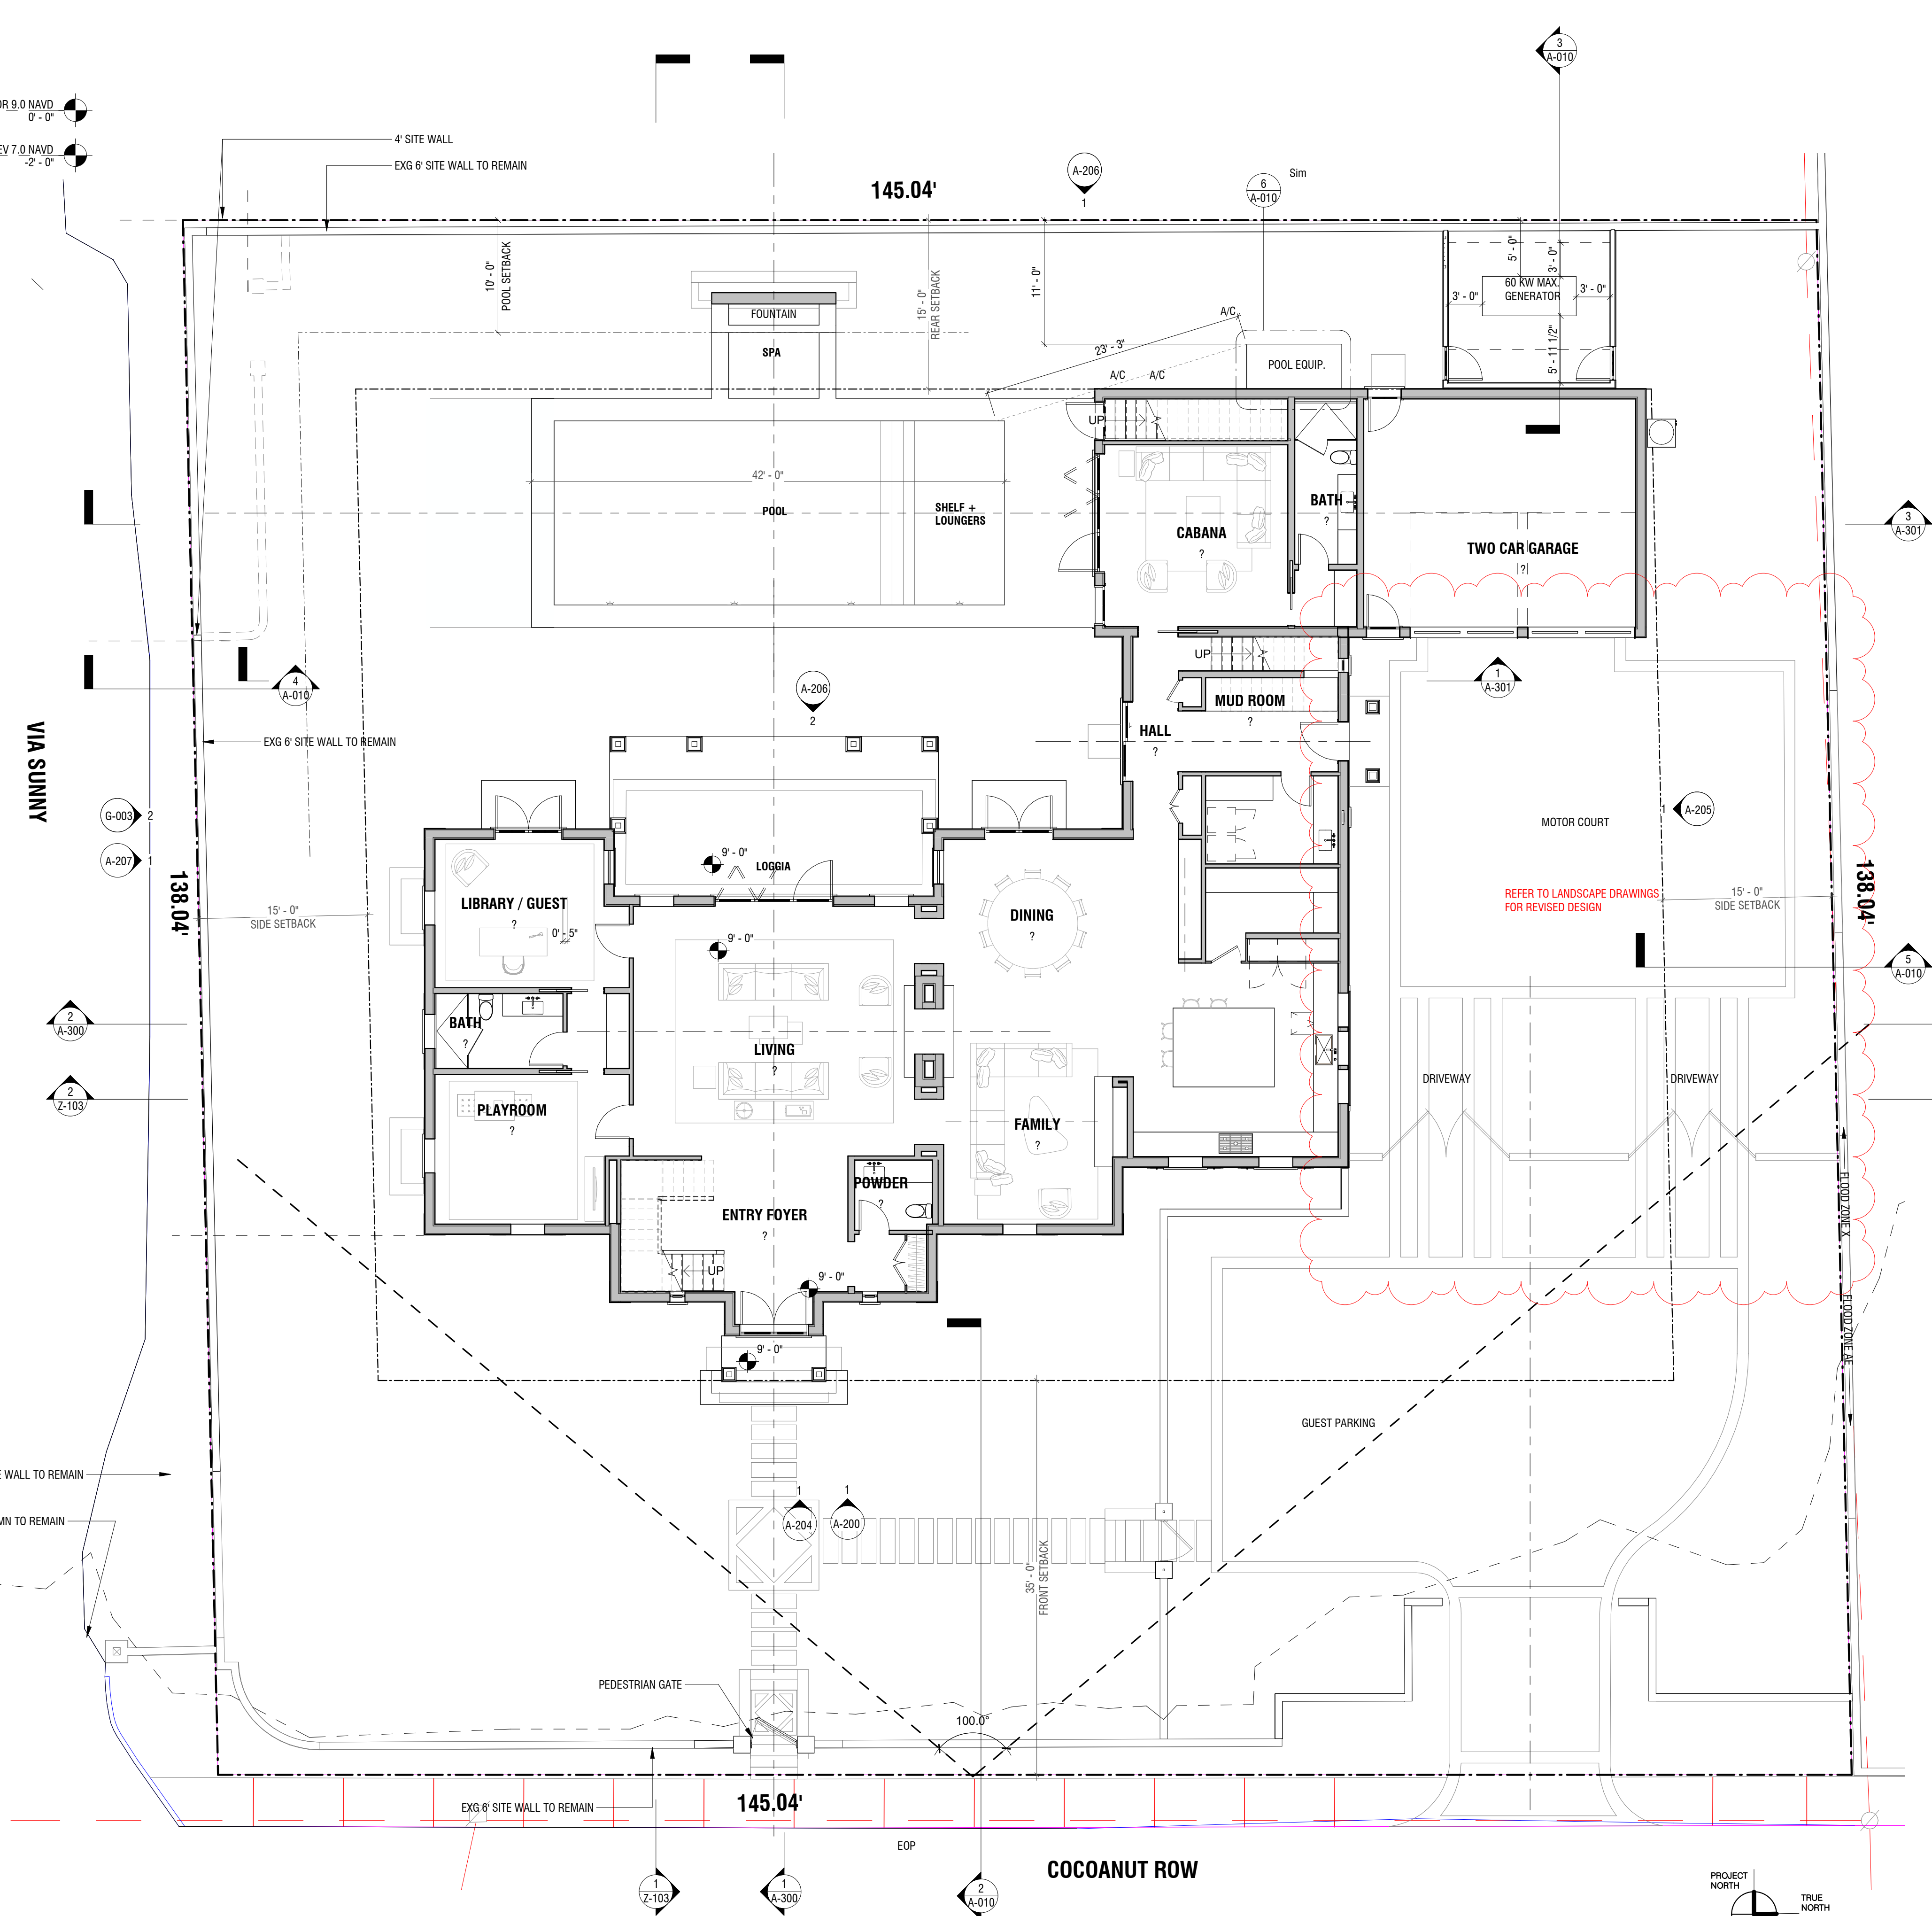 3
A-010
OR 9.0 NAVD
0' - 0"
EV 7.0 NAVD
-2' - 0"
4' SITE WALL
EXG 6' SITE WALL TO REMAIN
145.04'
A-206
1
6
A-010
Sim
10' - 0"
POOL SETBACK
15' - 0"
REAR SETBACK
11' - 0"
5' - 0"
3' - 0"
60 KW MAX.
GENERATOR
3' - 0"
3' - 0"
5' - 11 1/2"
FOUNTAIN
SPA
A/C
23' - 3"
A/C
A/C
POOL EQUIP.
UP
42' - 0"
POOL
SHELF +
LOUNGERS
CABANA
?
BATH
?
TWO CAR GARAGE
?
3
A-301
UP
4
A-010
A-206
2
MUD ROOM
?
1
A-301
HALL
?
EXG 6' SITE WALL TO REMAIN
VIA SUNNY
G-003
2
A-207
1
1
A-205
MOTOR COURT
9' - 0"
LOGGIA
138.04'
138.04'
15' - 0"
SIDE SETBACK
LIBRARY / GUEST
?
0' - 5"
9' - 0"
DINING
?
REFER TO LANDSCAPE DRAWINGS
FOR REVISED DESIGN
15' - 0"
SIDE SETBACK
5
A-010
2
A-300
BATH
?
LIVING
?
2
Z-103
PLAYROOM
?
FAMILY
?
DRIVEWAY
DRIVEWAY
POWDER
?
ENTRY FOYER
?
UP
9' - 0"
FLOOD ZONE X
FLOOD ZONE AE
9' - 0"
GUEST PARKING
E WALL TO REMAIN
MN TO REMAIN
1
A-204
1
A-200
35' - 0"
FRONT SETBACK
PEDESTRIAN GATE
100.0°
EXG 6' SITE WALL TO REMAIN
145.04'
EOP
COCOANUT ROW
1
Z-103
1
A-300
2
A-010
PROJECT
NORTH
TRUE
NORTH